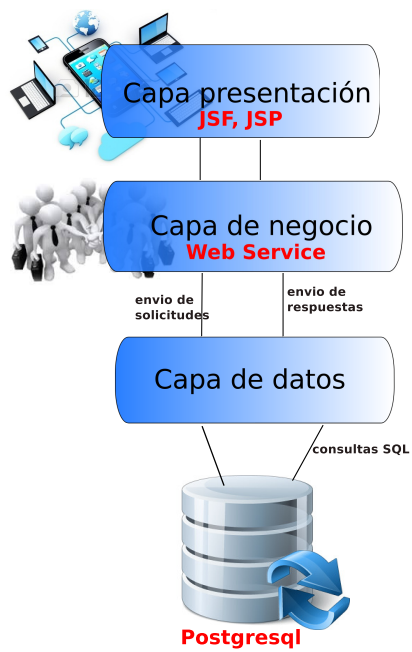 Capa presentación
JSF, JSP
Capa de negocio
Web Service
envio de
solicitudes
envio de
respuestas
Capa de datos
consultas SQL
Postgresql